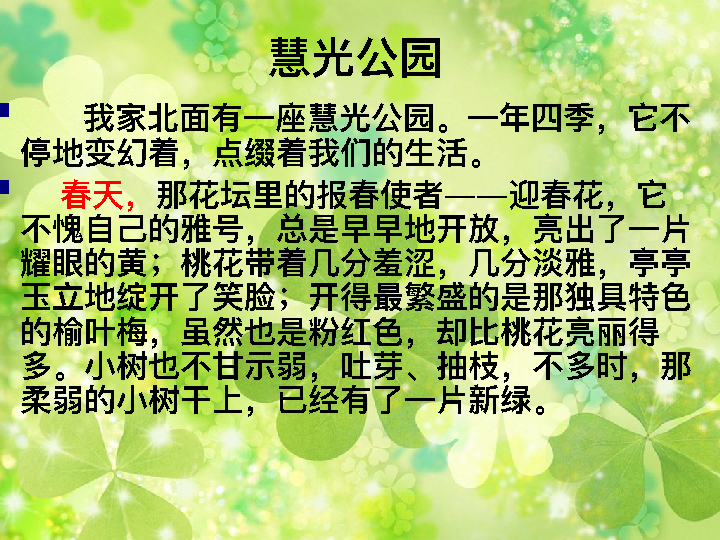 慧光公园
我家北面有一座慧光公园。一年四季，它不
停地变幻着，点缀着我们的生活。
春天，那花坛里的报春使者——迎春花，它
不愧自己的雅号，总是早早地开放，亮出了一片
耀眼的黄；桃花带着几分羞涩，几分淡雅，亭亭
玉立地绽开了笑脸；开得最繁盛的是那独具特色
的榆叶梅，虽然也是粉红色，却比桃花亮丽得
多。小树也不甘示弱，吐芽、抽枝，不多时，那
柔弱的小树干上，已经有了一片新绿。